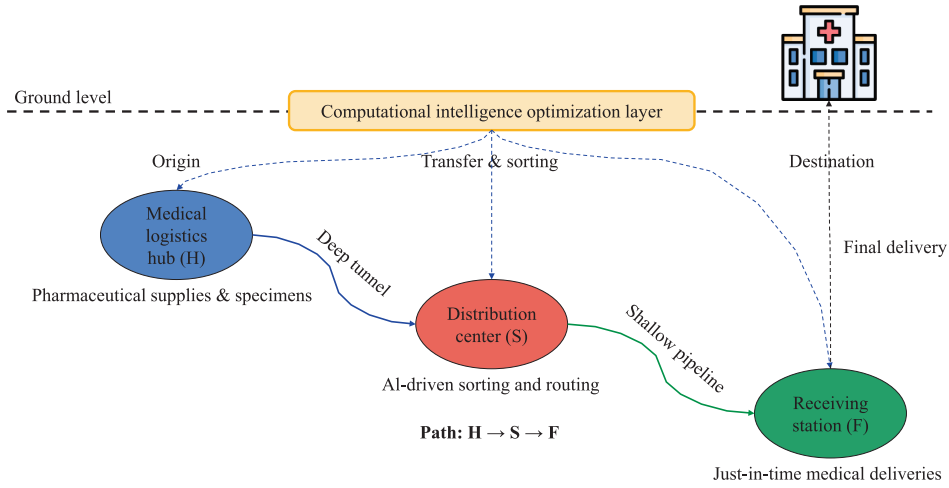 Ground level
Computational intelligence optimization layer
Origin
Transfer & sorting
Destination
Medical
logistics
hub (H)
Deep tunnel
Final delivery
Pharmaceutical supplies & specimens
Distribution
center (S)
Shallow pipeline
AI-driven sorting and routing
Receiving
station (F)
Path: H → S → F
Just-in-time medical deliveries